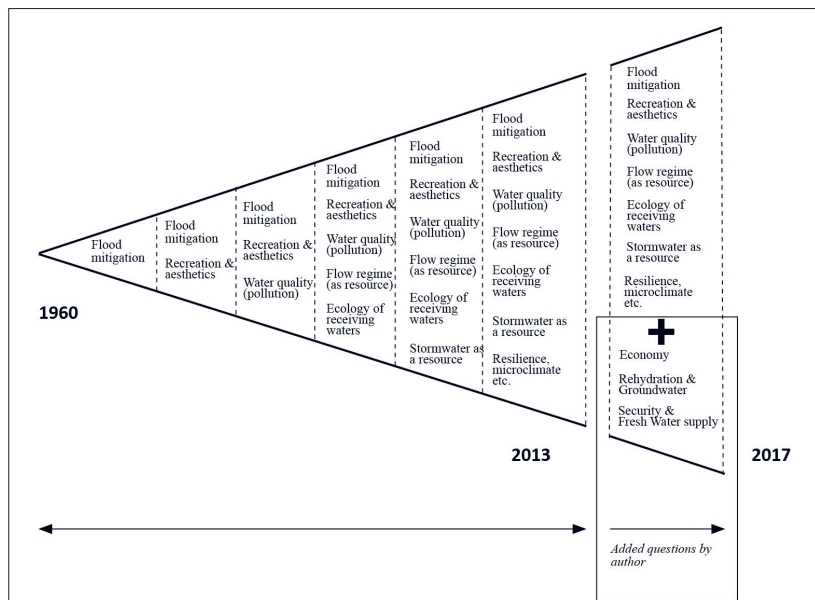 Flood
mitigation
Flood
mitigation
Recreation &
aesthetics
Flood
mitigation
Recreation &
aesthetics
Water quality
(pollution)
Flood
mitigation
Recreation &
aesthetics
Water quality
(pollution)
Flow regime
(as resource)
Ecology of
receiving
waters
Flood
mitigation
Recreation &
aesthetics
Water quality
(pollution)
Flow regime
(as resource)
Ecology of
receiving
waters
Stormwater as
a resource
Flood
mitigation
Recreation &
aesthetics
Water quality
(pollution)
Flow regime
(as resource)
Ecology of
receiving
waters
Stormwater as
a resource
Resilience,
microclimate
etc.
Flood
mitigation
Recreation &
aesthetics
Water quality
(pollution)
Flow regime
(as resource)
Ecology of
receiving
waters
Stormwater as
a resource
Resilience,
microclimate
etc.
+
Economy
Rehydration &
Groundwater
Security &
Fresh Water supply
1960
2013
2017
Added questions by
author